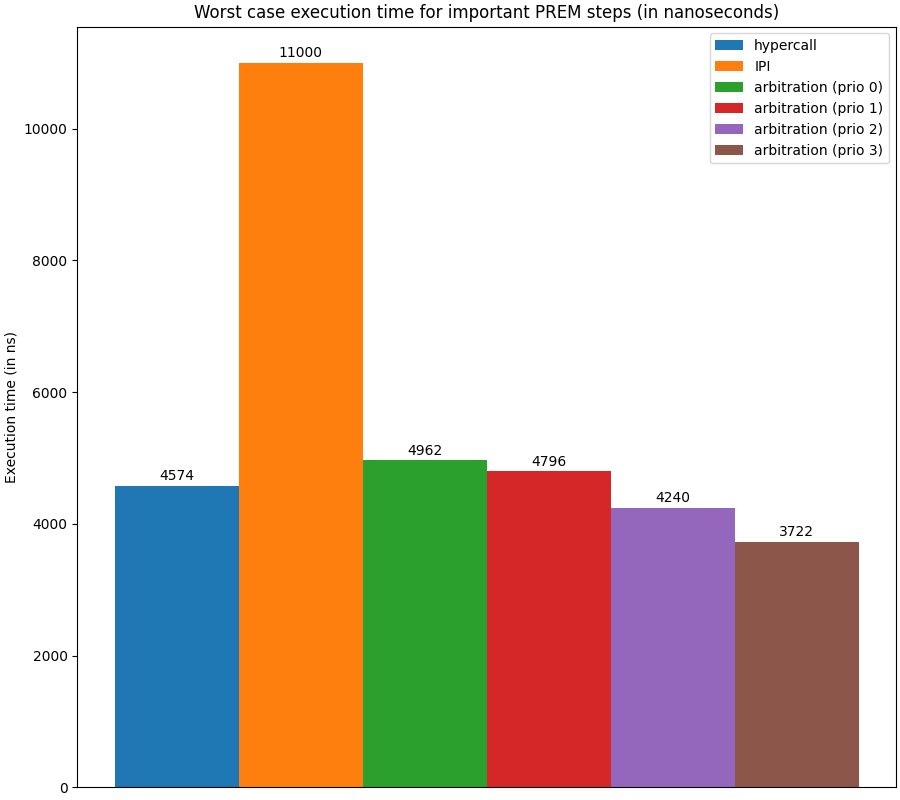 Worst case execution time for important PREM steps (in nanoseconds)
hypercall
IPI
arbitration (prio 0)
arbitration (prio 1)
arbitration (prio 2)
arbitration (prio 3)
Execution time (in ns)
10000
8000
6000
4000
2000
0
4574
11000
4962
4796
4240
3722